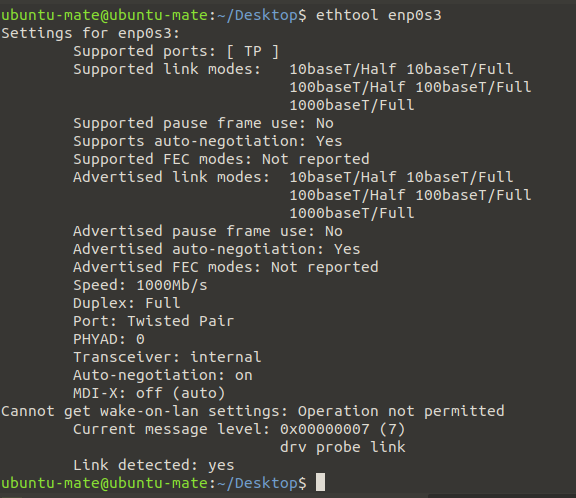 ubuntu-mate@ubuntu-mate:~/Desktop$ ethtool enp0s3
Settings for enp0s3:
Supported ports: [ TP ]
Supported link modes:   10baseT/Half 10baseT/Full
100baseT/Half 100baseT/Full
1000baseT/Full
Supported pause frame use: No
Supports auto-negotiation: Yes
Supported FEC modes: Not reported
Advertised link modes:  10baseT/Half 10baseT/Full
100baseT/Half 100baseT/Full
1000baseT/Full
Advertised pause frame use: No
Advertised auto-negotiation: Yes
Advertised FEC modes: Not reported
Speed: 1000Mb/s
Duplex: Full
Port: Twisted Pair
PHYAD: 0
Transceiver: internal
Auto-negotiation: on
MDI-X: off (auto)
Cannot get wake-on-lan settings: Operation not permitted
Current message level: 0x00000007 (7)
drv probe link
Link detected: yes
ubuntu-mate@ubuntu-mate:~/Desktop$